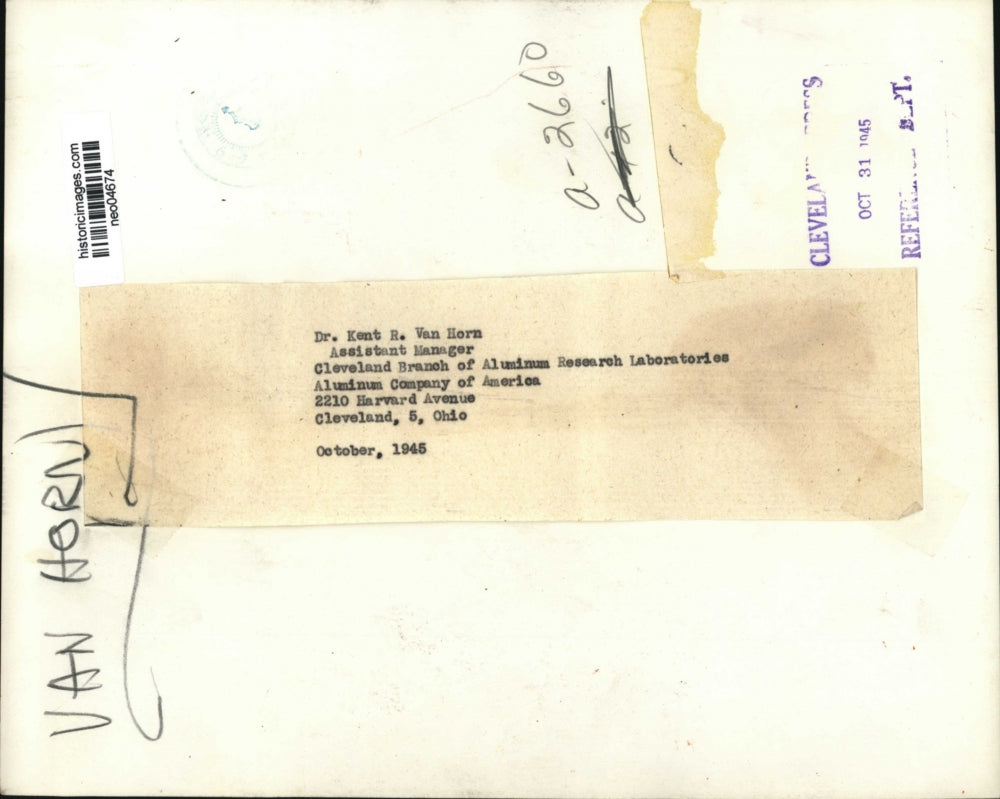 historicimages.com
neo04674
a-2660
CLEVELAND PRESS
OCT 31 1945
REFERENCE DEPT.
Dr. Kent R. Van Horn
Assistant Manager
Cleveland Branch of Aluminum Research Laboratories
Aluminum Company of America
2210 Harvard Avenue
Cleveland, 5, Ohio
October, 1945
VAN HORN